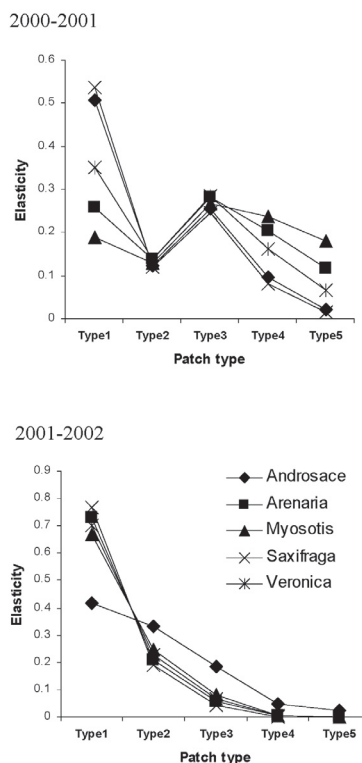 2000-2001
0.6
0.5
0.4
0.3
0.2
0.1
0
Elasticity
Type1 Type2 Type3 Type4 Type5
Patch type
2001-2002
0.9
0.8
0.7
0.6
0.5
0.4
0.3
0.2
0.1
0
Elasticity
Androsace
Arenaria
Myosotis
Saxifraga
Veronica
Type1 Type2 Type3 Type4 Type5
Patch type